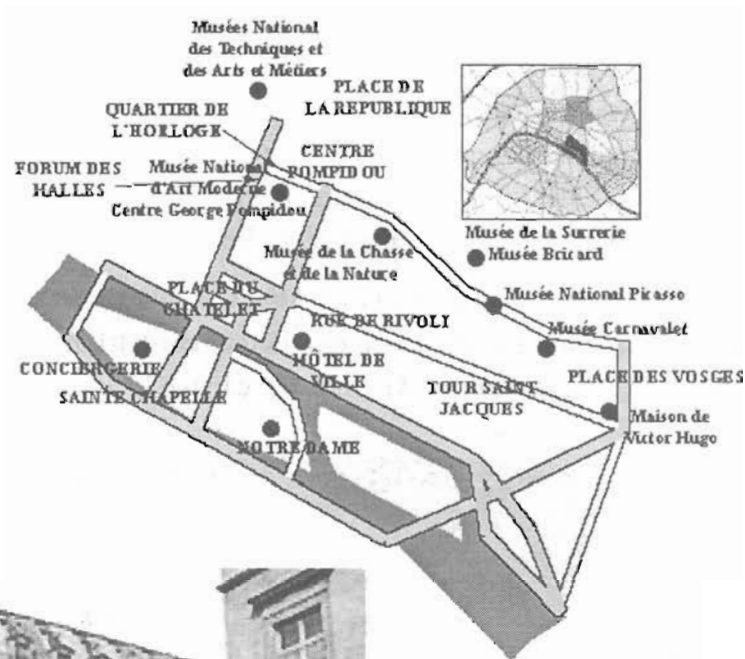 Musées National
des Techniques et
des Arts et Métiers
PLACE DE
LA REPUBLIQUE
QUARTIER DE
L'HORLOGE
CENTRE
POMPIDOU
FORUM DES
HALLES
Musée National
d'Art Moderne
Centre George Pompidou
Musée de la Surrerie
Musée Bricard
Musée de la Chasse
et de la Nature
PLACE DU
CHATELET
Musée National Picasso
RUE DE RIVOLI
Musée Carnavalet
CONCIERGERIE
HÔTEL DE
VILLE
PLACE DES VOSGES
SAINTE CHAPELLE
TOUR SAINT
JACQUES
Maison de
Victor Hugo
NOTRE DAME